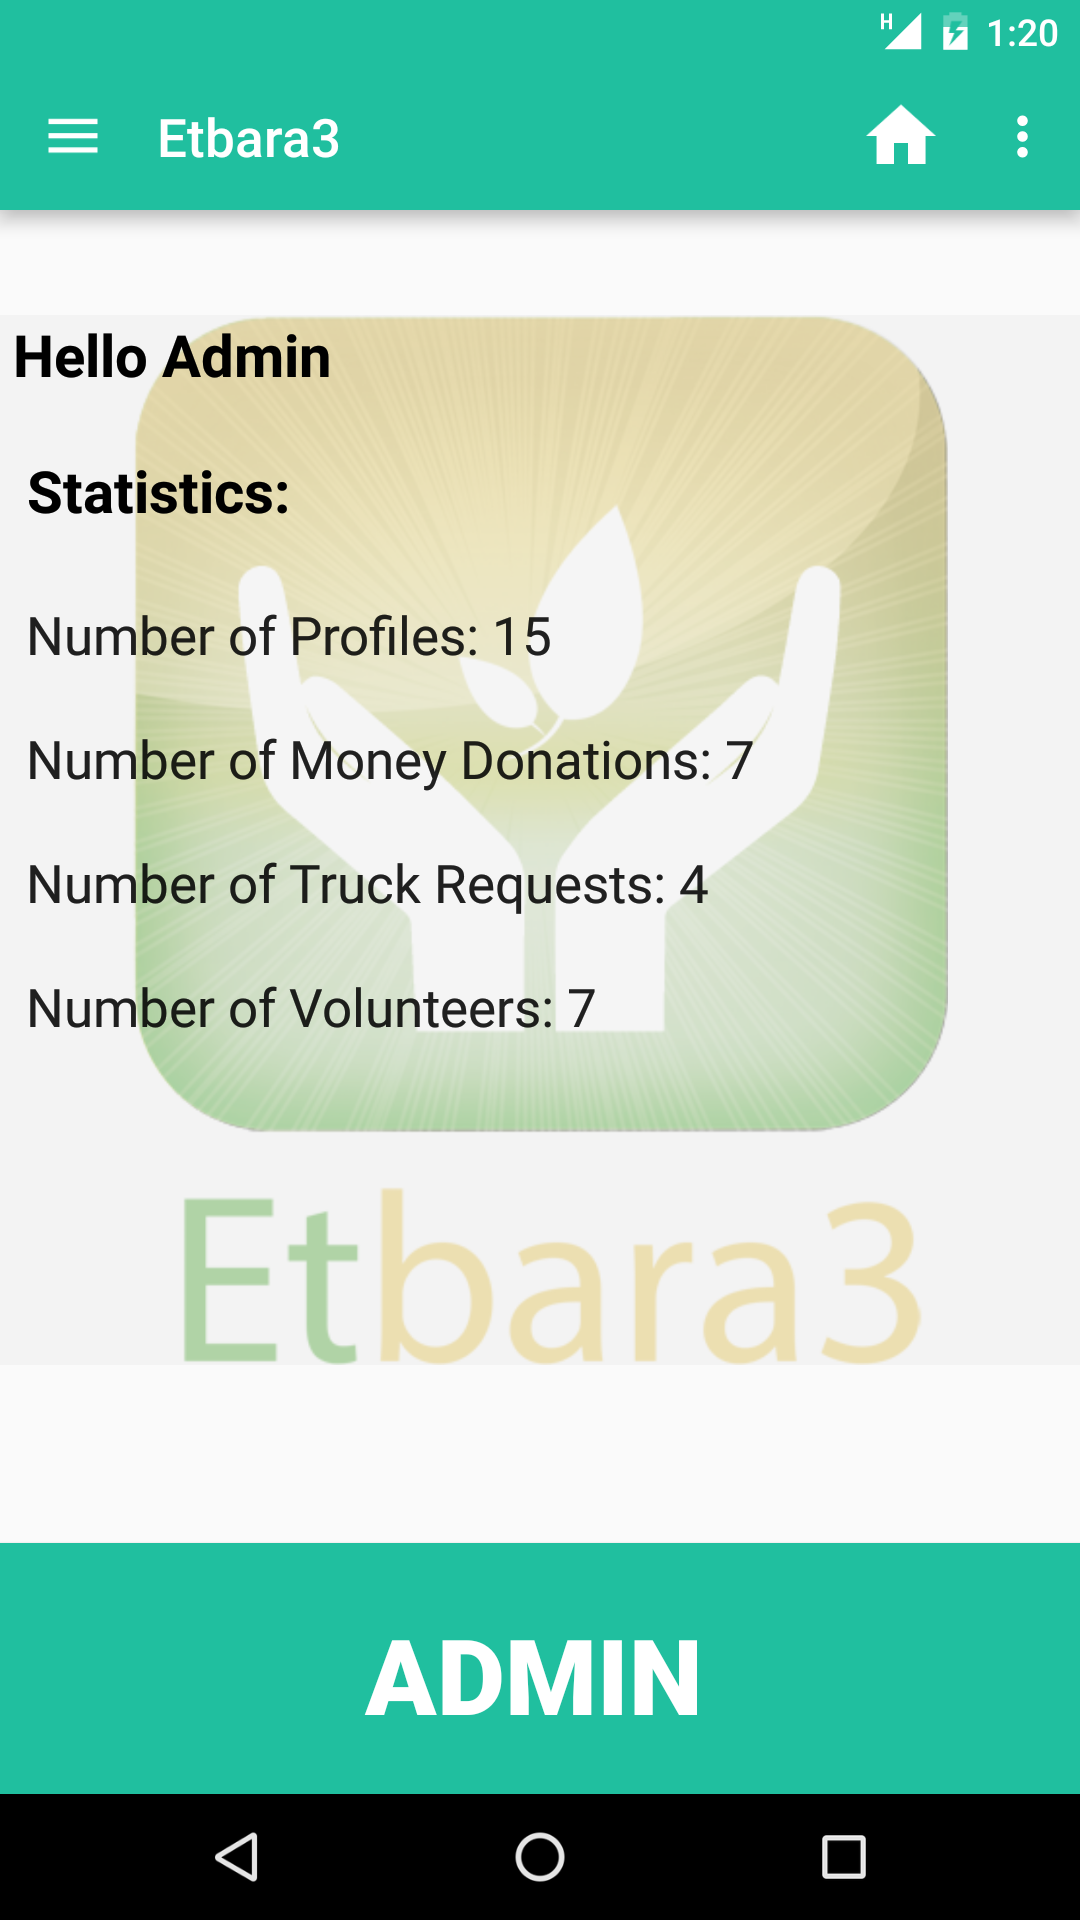 H 1:20
Etbara3
Hello Admin
Statistics:
Number of Profiles: 15
Number of Money Donations: 7
Number of Truck Requests: 4
Number of Volunteers: 7
Etbara3
ADMIN